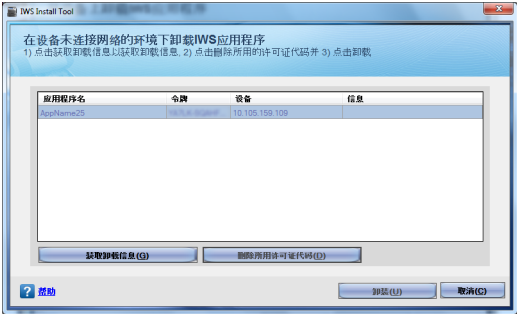 IWS Install Tool
在设备未连接网络的环境下卸载IWS应用程序
1) 点击获取卸载信息以获取卸载信息, 2) 点击删除所用的许可证代码并 3) 点击卸载
应用程序名 令牌 设备 信息
AppName25 10.105.159.109
获取卸载信息(G) 删除所用许可证代码(D)
帮助 卸装(U) 取消(C)